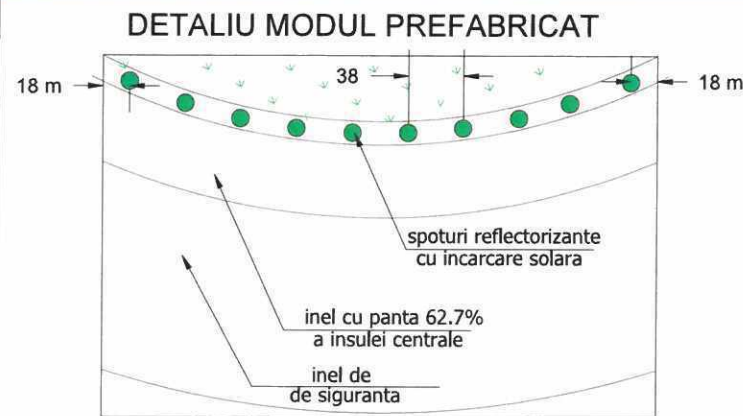 DETALIU MODUL PREFABRICAT
18 m
38
18 m
spoturi reflectorizante
cu incarcare solara
inel cu panta 62.7%
a insulei centrale
inel de
de siguranta